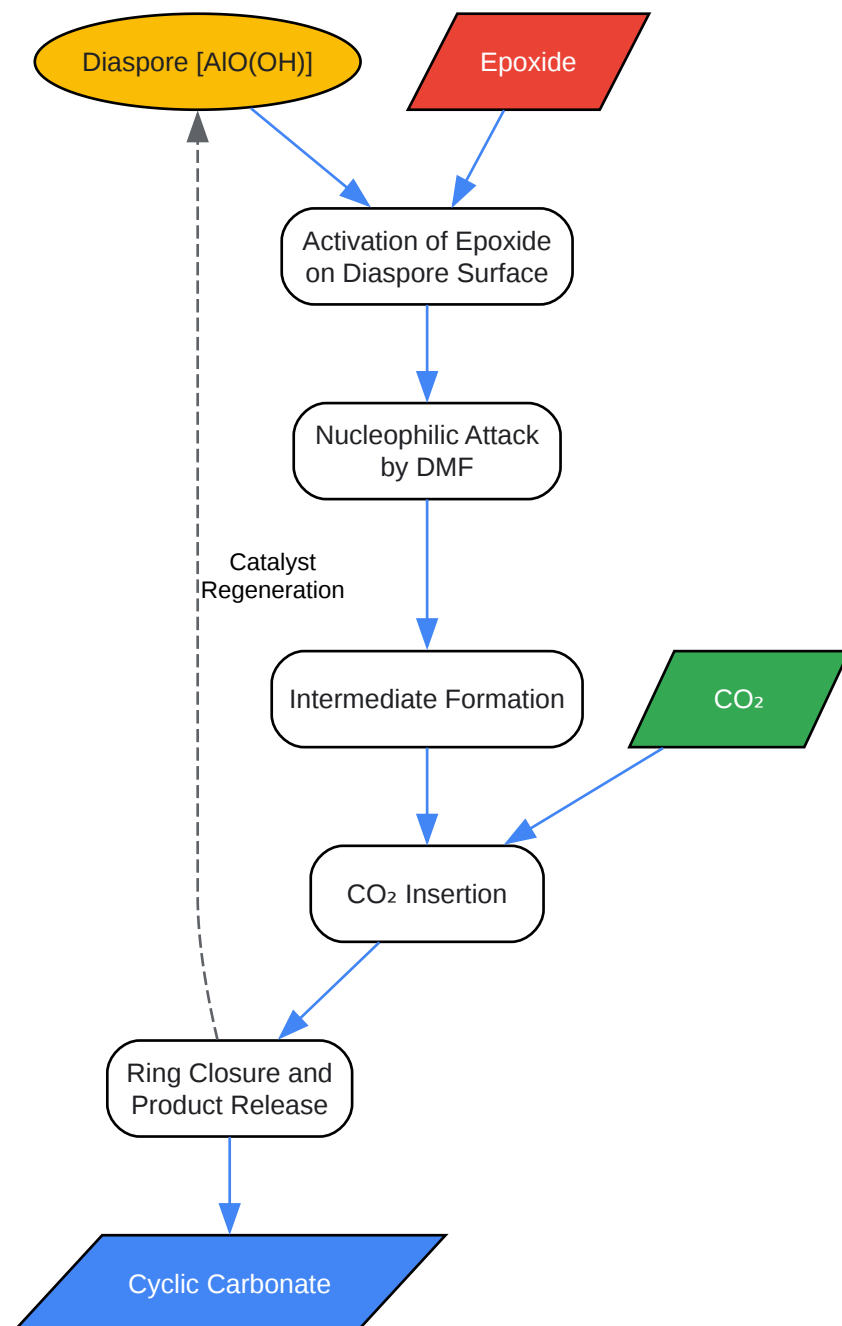 Diaspore [AlO(OH)]
Epoxide
Activation of Epoxide
on Diaspore Surface
Nucleophilic Attack
by DMF
Catalyst
Regeneration
Intermediate Formation
CO₂
CO₂ Insertion
Ring Closure and
Product Release
Cyclic Carbonate